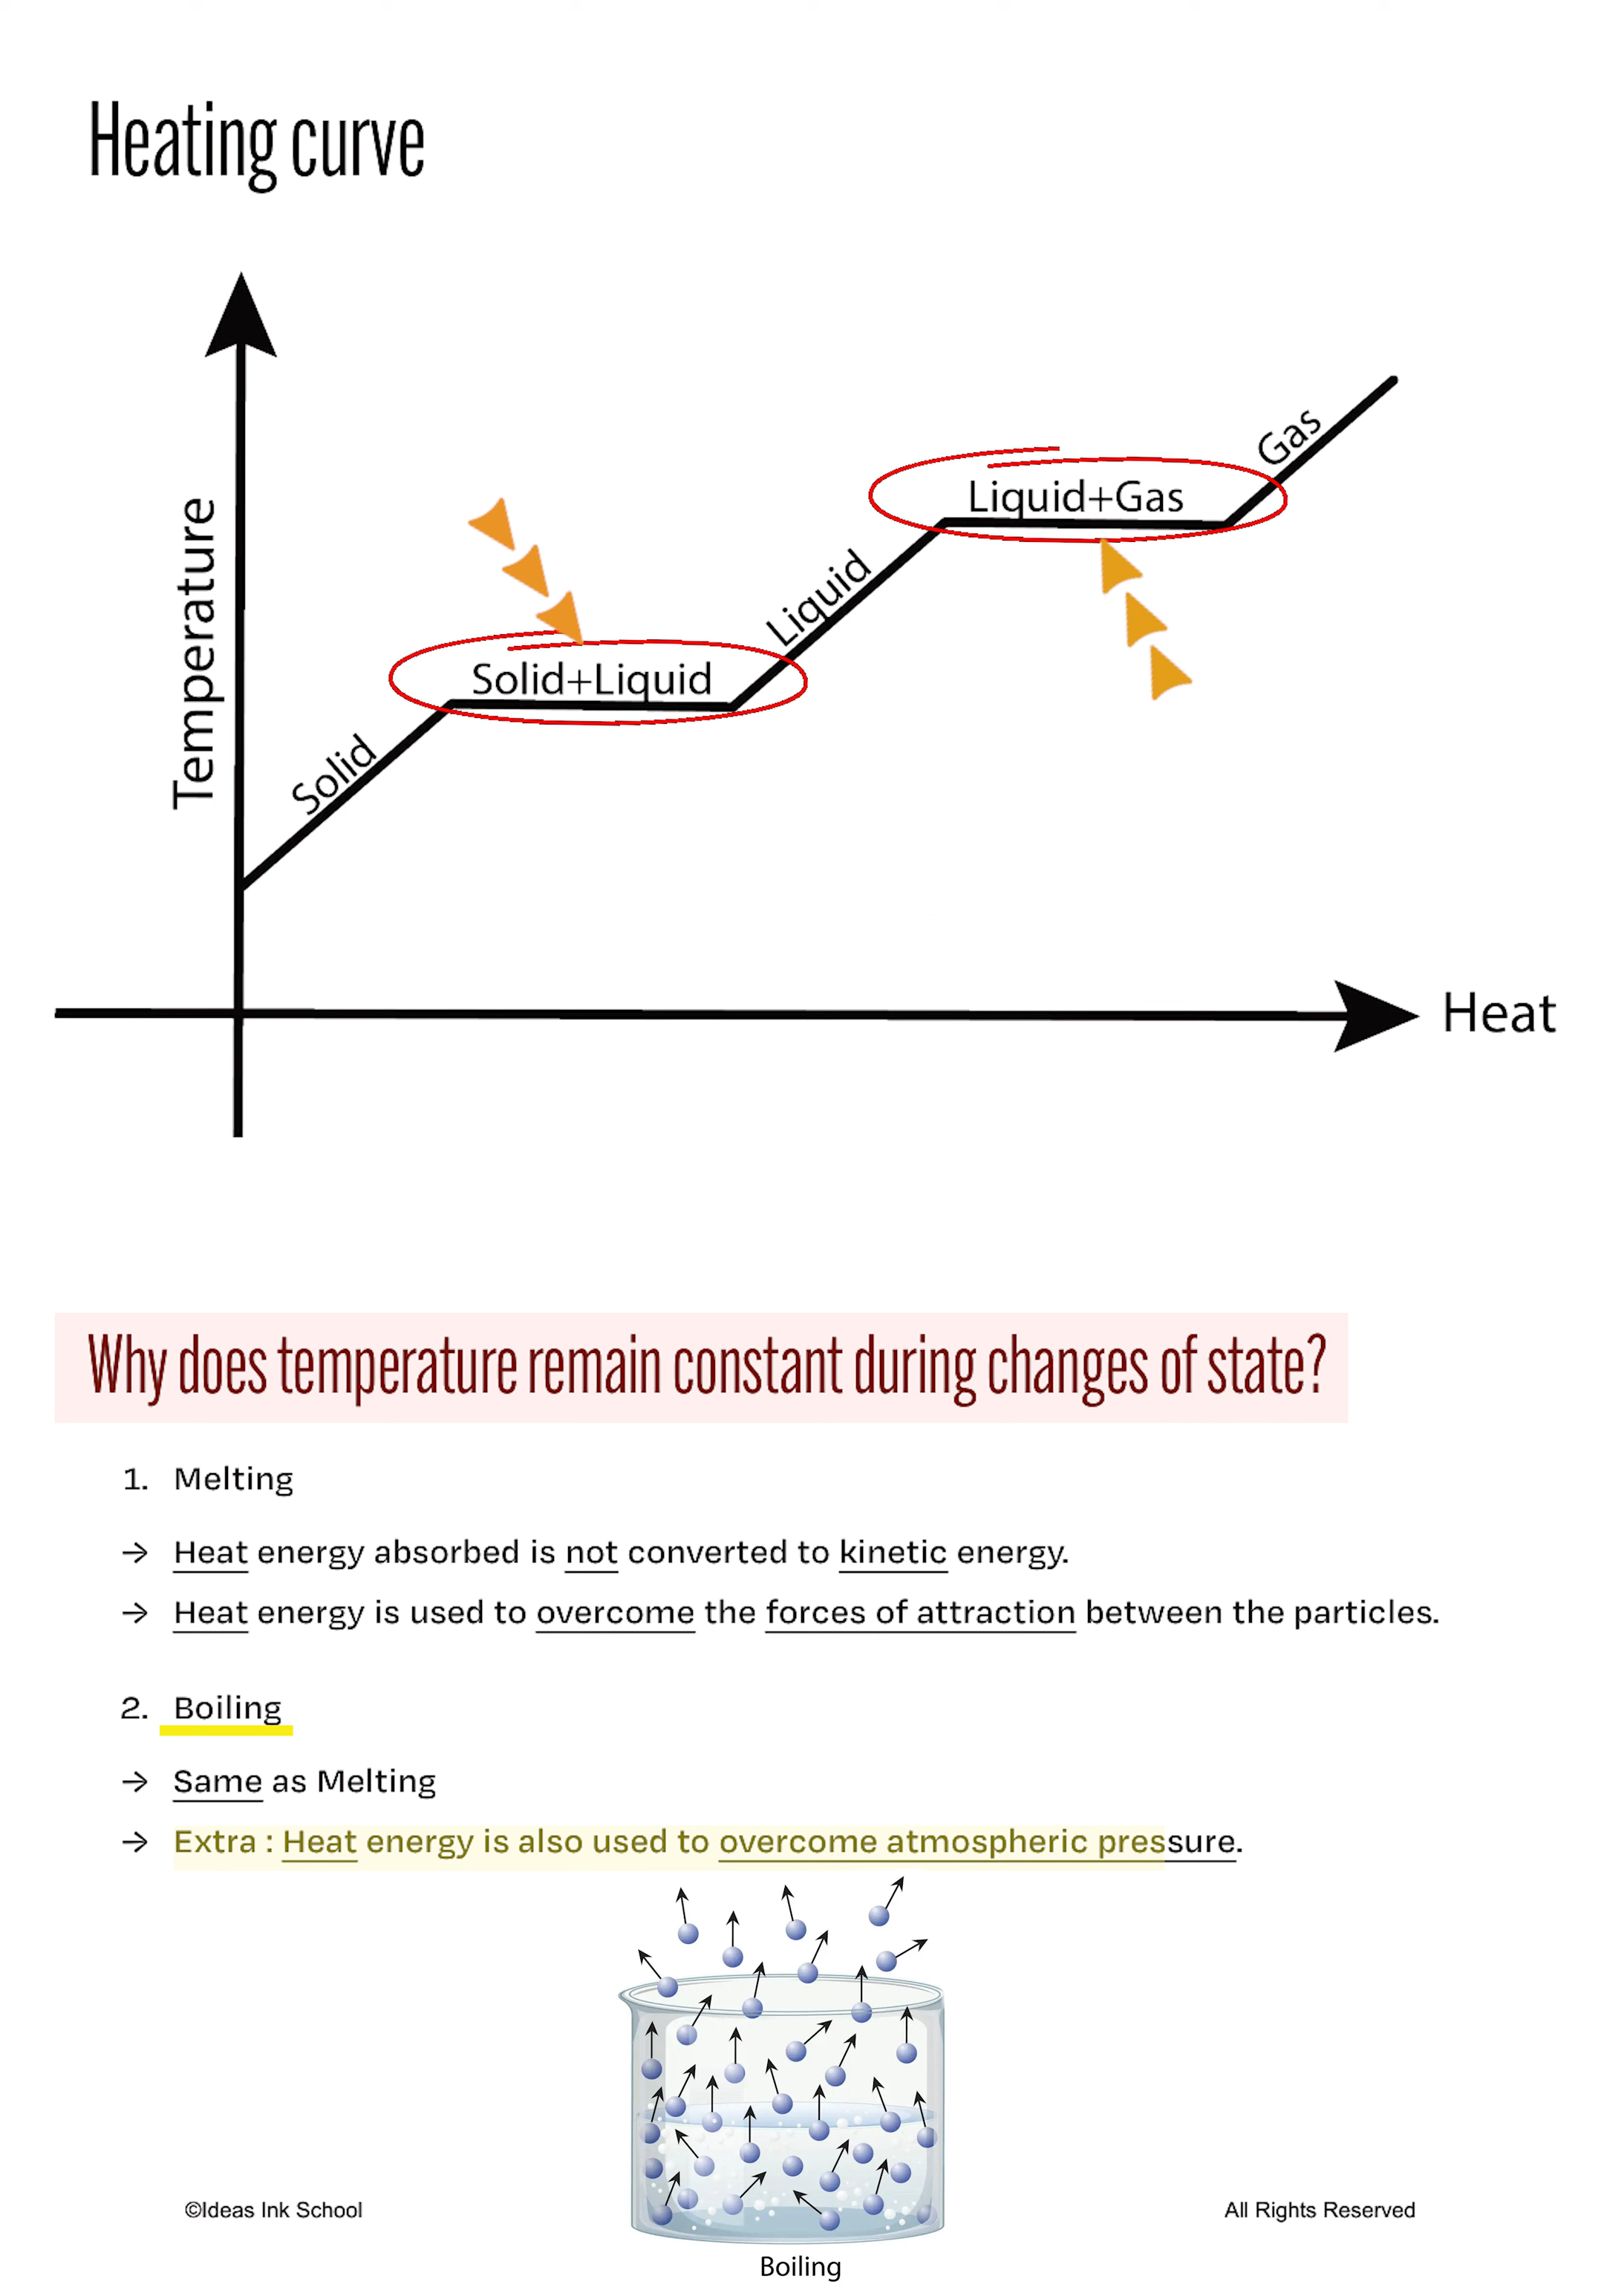 Heating curve
Temperature
Solid
Solid+Liquid
Liquid
Liquid+Gas
Gas
Heat
Why does temperature remain constant during changes of state?
1. Melting
→ Heat energy absorbed is not converted to kinetic energy.
→ Heat energy is used to overcome the forces of attraction between the particles.
2. Boiling
→ Same as Melting
→ Extra : Heat energy is also used to overcome atmospheric pressure.
©Ideas Ink School
All Rights Reserved
Boiling